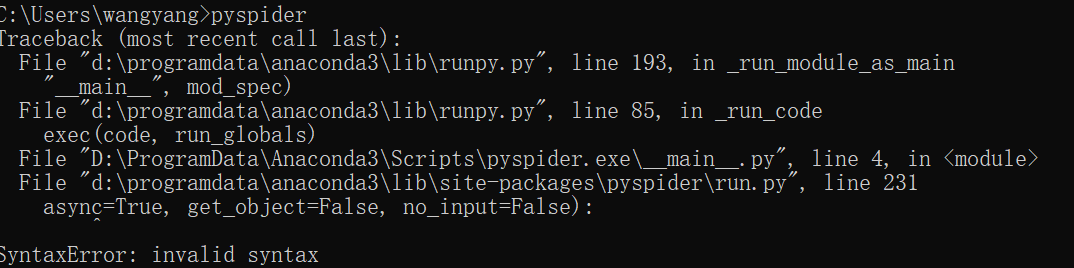 C:\Users\wangyang>pyspider
Traceback (most recent call last):
  File "d:\programdata\anaconda3\lib\runpy.py", line 193, in _run_module_as_main
    "__main__", mod_spec)
  File "d:\programdata\anaconda3\lib\runpy.py", line 85, in _run_code
    exec(code, run_globals)
  File "D:\ProgramData\Anaconda3\Scripts\pyspider.exe\__main__.py", line 4, in <module>
  File "d:\programdata\anaconda3\lib\site-packages\pyspider\run.py", line 231
    async=True, get_object=False, no_input=False):
        ^
SyntaxError: invalid syntax